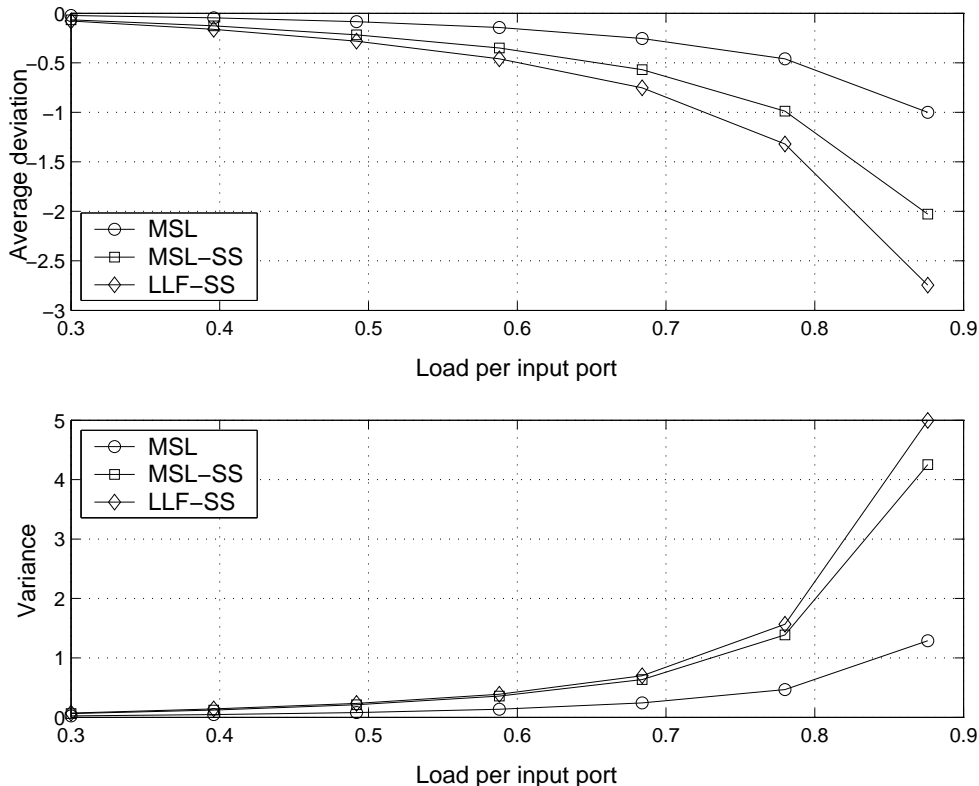 0
−0.5
−1
−1.5
−2
−2.5
−3
Average deviation
MSL
MSL−SS
LLF−SS
0.3 0.4 0.5 0.6 0.7 0.8 0.9
Load per input port
5
4
3
2
1
0
Variance
MSL
MSL−SS
LLF−SS
0.3 0.4 0.5 0.6 0.7 0.8 0.9
Load per input port